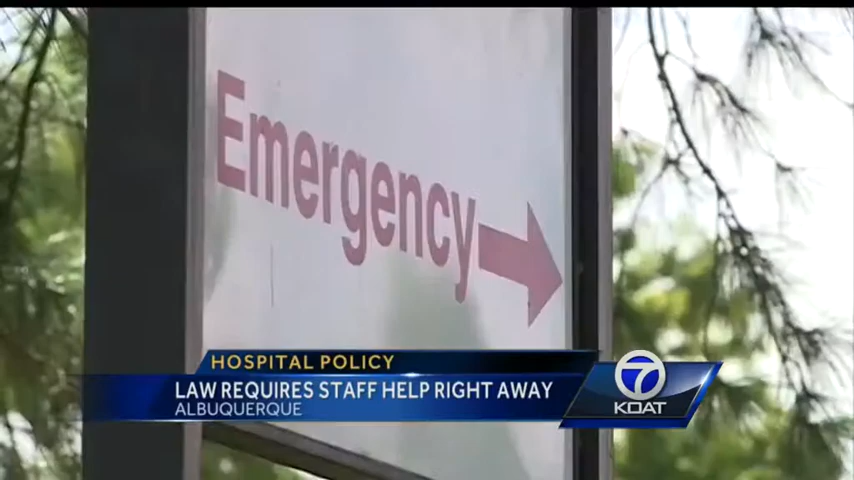 Emergency
HOSPITAL POLICY
LAW REQUIRES STAFF HELP RIGHT AWAY
ALBUQUERQUE
7
KOAT